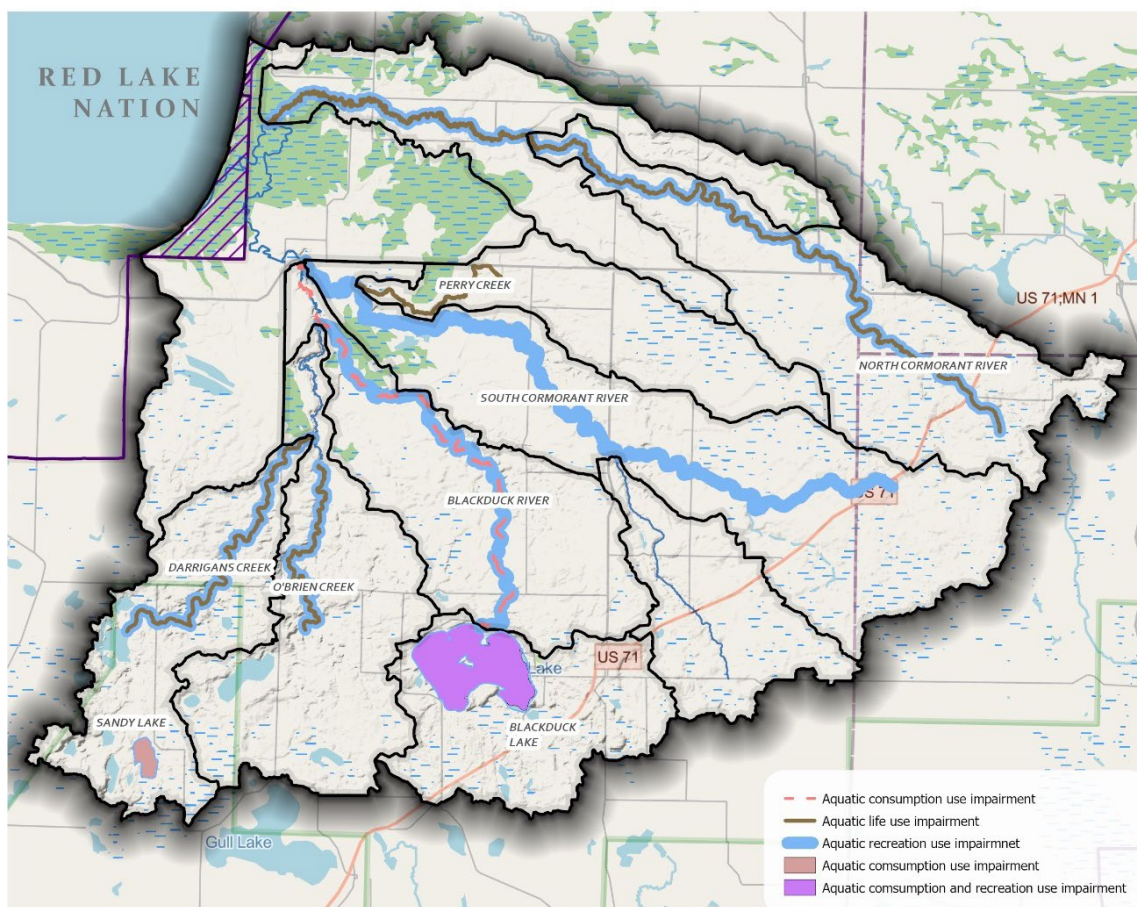 RED LAKE
NATION
US 71;MN 1
PERRY CREEK
NORTH CORMORANT RIVER
SOUTH CORMORANT RIVER
US 71
BLACKDUCK RIVER
DARRIGANS CREEK
O'BRIEN CREEK
Lake
US 71
SANDY LAKE
BLACKDUCK
LAKE
Gull Lake
Aquatic consumption use impairment
Aquatic life use impairment
Aquatic recreation use impairmnet
Aquatic comsumption use impairment
Aquatic comsumption and recreation use impairment